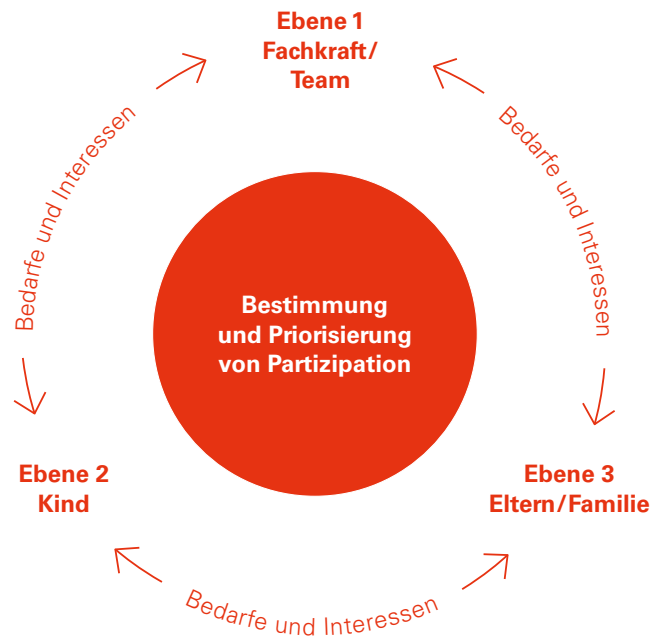 Ebene 1
Fachkraft/
Team
Bedarfe und Interessen
Bedarfe und Interessen
Bestimmung
und Priorisierung
von Partizipation
Ebene 2
Kind
Ebene 3
Eltern/Familie
Bedarfe und Interessen